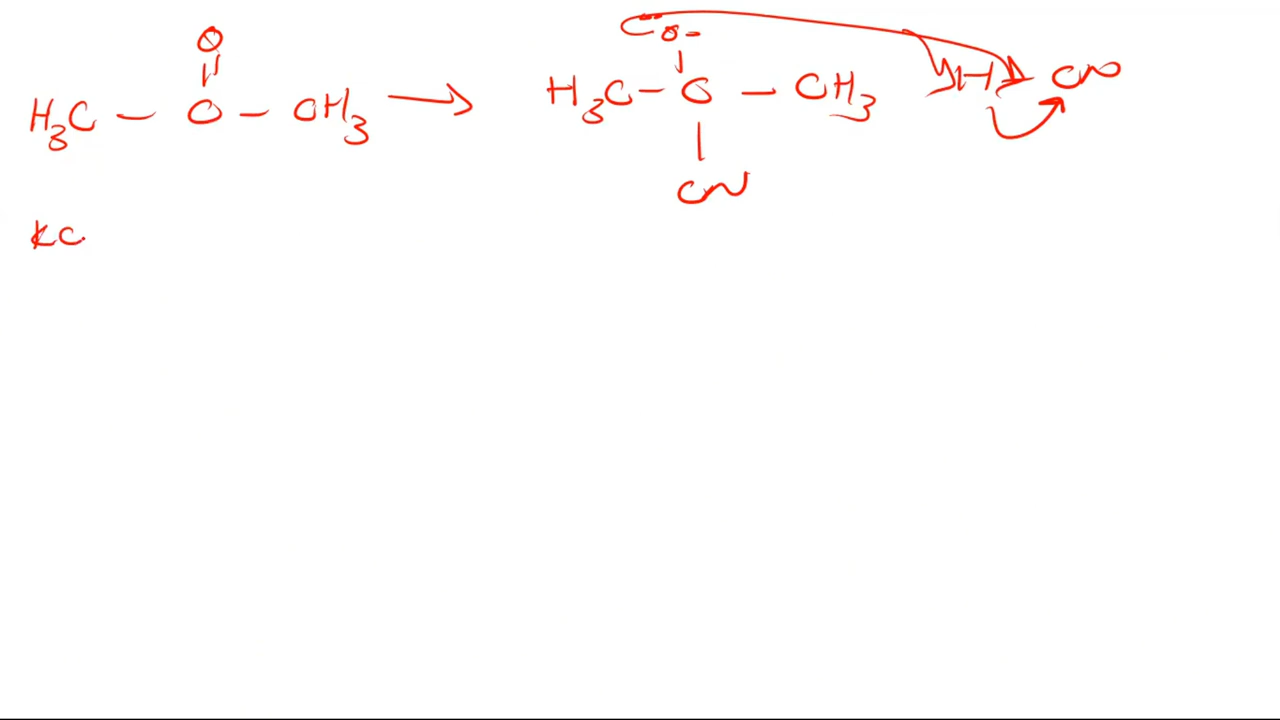 O O-
H3C - C - CH3 → H3C - C - CH3 H CN
CN
KC